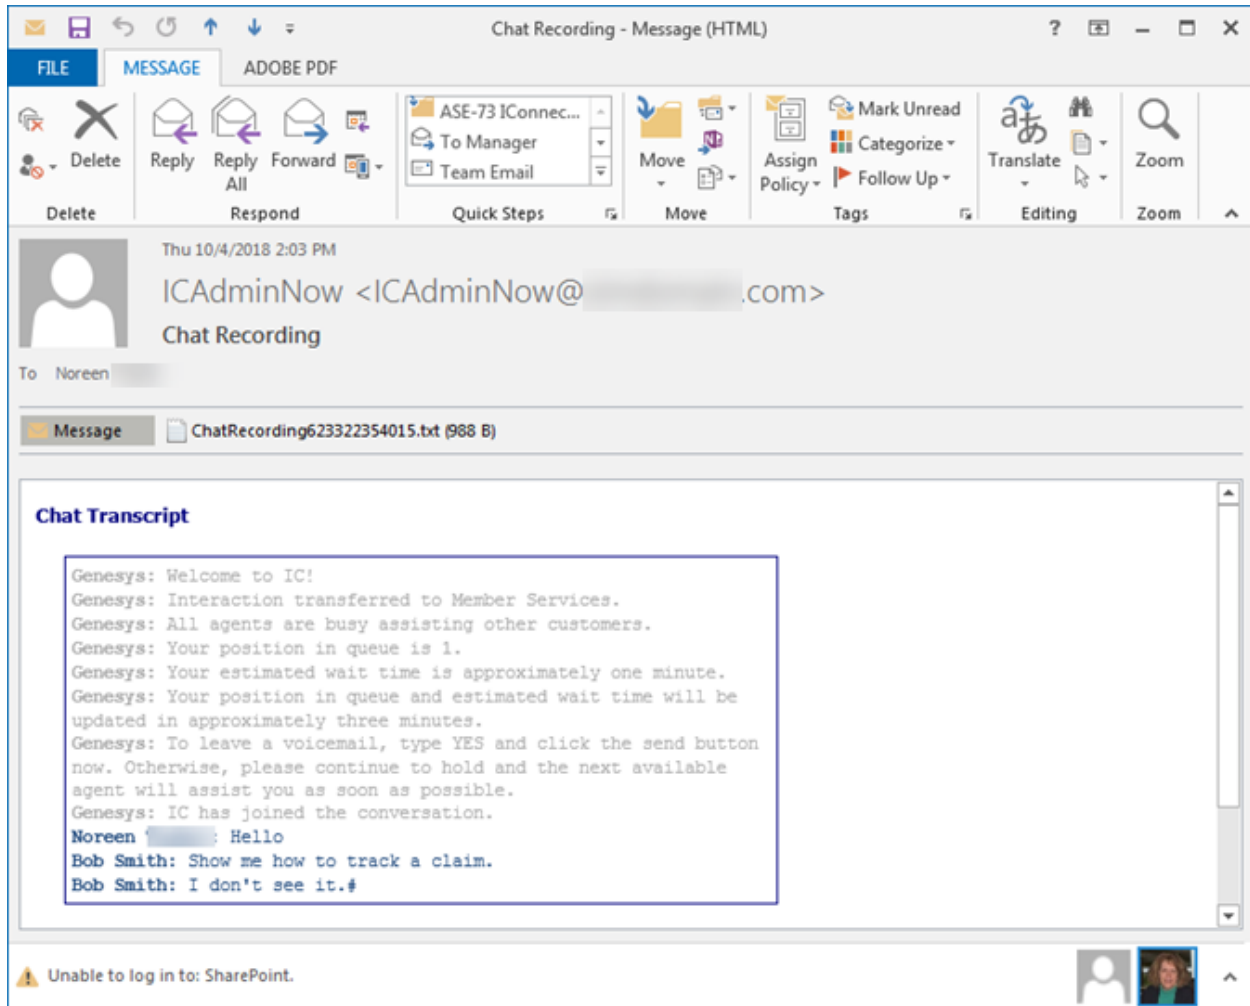 Chat Recording - Message (HTML)
FILE
MESSAGE
ADOBE PDF
Delete
Reply
Reply All
Forward
ASE-73 IConnec...
To Manager
Team Email
Move
Assign Policy
Mark Unread
Categorize
Follow Up
Translate
Zoom
Delete
Respond
Quick Steps
Move
Tags
Editing
Zoom
Thu 10/4/2018 2:03 PM
ICAdminNow <ICAdminNow@ .com>
Chat Recording
To Noreen
Message
ChatRecording623322354015.txt (988 B)
Chat Transcript
Genesys: Welcome to IC!
Genesys: Interaction transferred to Member Services.
Genesys: All agents are busy assisting other customers.
Genesys: Your position in queue is 1.
Genesys: Your estimated wait time is approximately one minute.
Genesys: Your position in queue and estimated wait time will be
updated in approximately three minutes.
Genesys: To leave a voicemail, type YES and click the send button
now. Otherwise, please continue to hold and the next available
agent will assist you as soon as possible.
Genesys: IC has joined the conversation.
Noreen : Hello
Bob Smith: Show me how to track a claim.
Bob Smith: I don't see it.#
Unable to log in to: SharePoint.